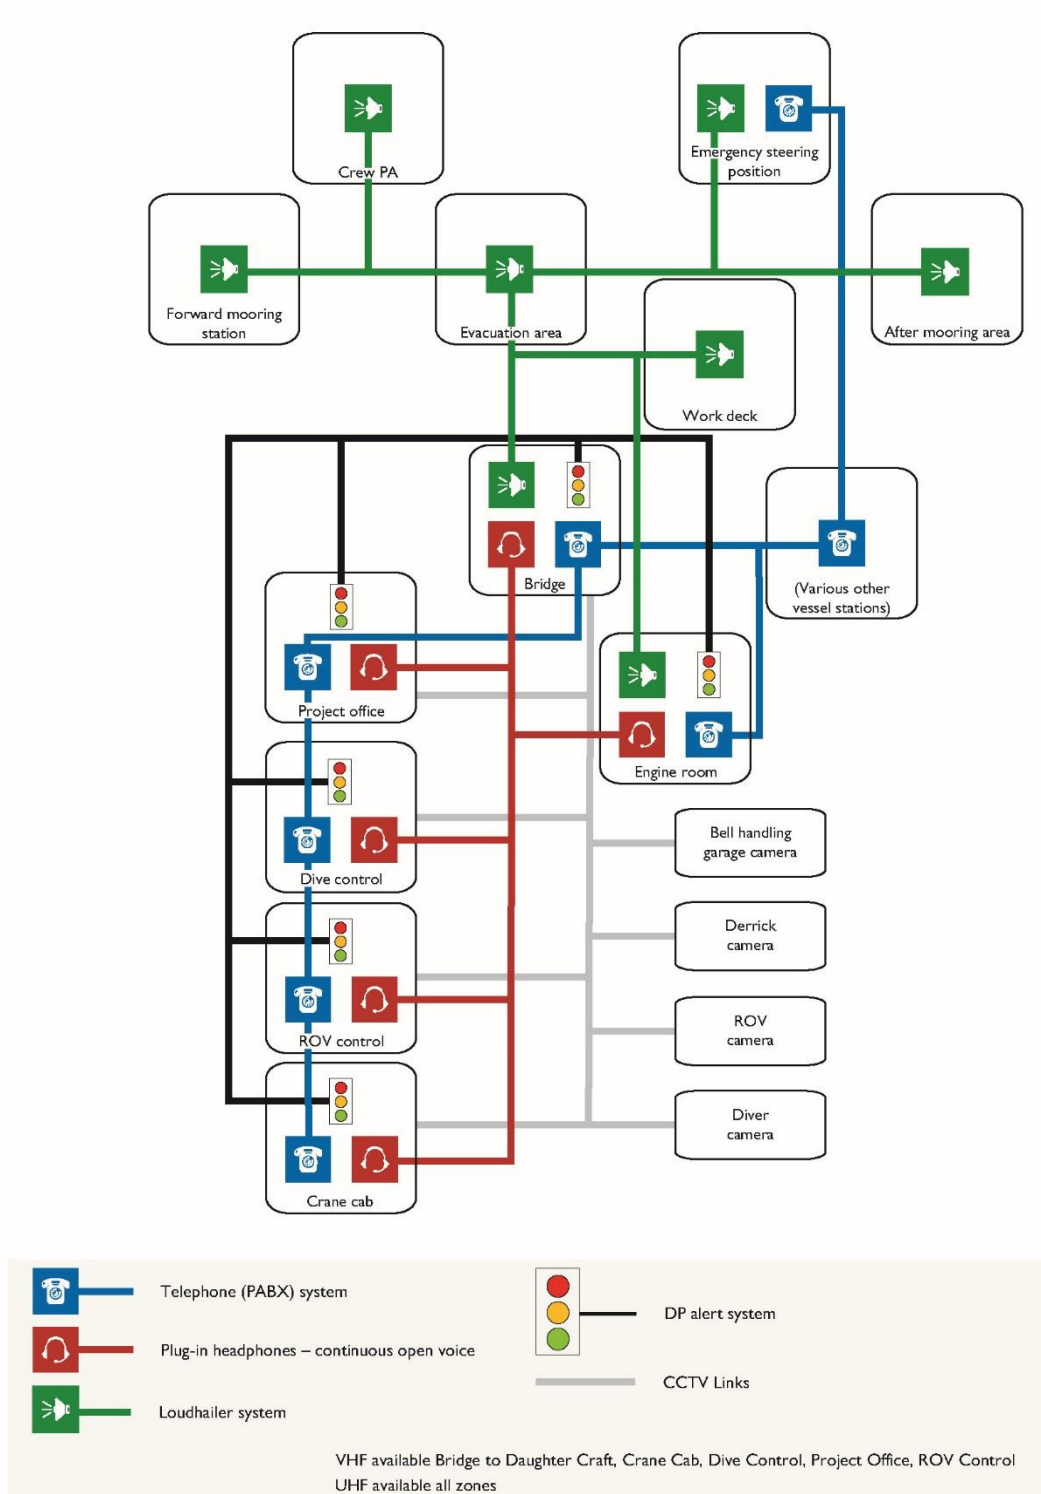 Crew PA
Emergency steering
position
Forward mooring
station
Evacuation area
After mooring area
Work deck
Bridge
(Various other
vessel stations)
Project office
Engine room
Dive control
Bell handling
garage camera
Derrick
camera
ROV control
ROV
camera
Diver
camera
Crane cab
Telephone (PABX) system
Plug-in headphones – continuous open voice
Loudhailer system
DP alert system
CCTV Links
VHF available Bridge to Daughter Craft, Crane Cab, Dive Control, Project Office, ROV Control
UHF available all zones